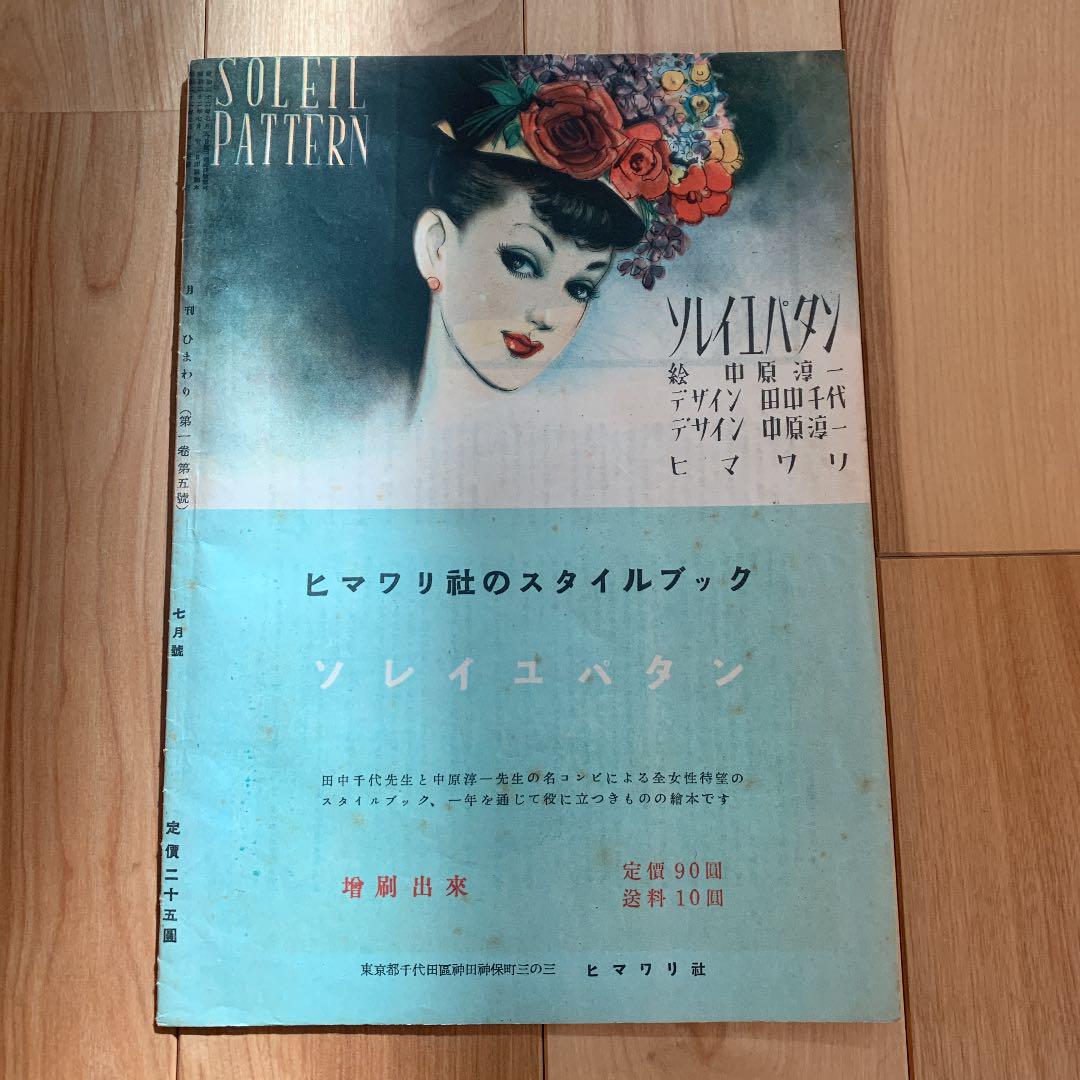 SOLEIL
PATTERN
ソレイユパタン
絵 中原淳一
デザイン 田中千代
デサイン 中原淳一
ヒマワリ
ヒマワリ社のスタイルブック
ソレイユパタン
田中千代先生と中原淳一先生の名コンビによる全女性待望の
スタイルブック、一年を通じて役に立つきものの繪本です
增刷出來
定價90圓
送料10圓
東京都千代田區神田神保町三の三 ヒマワリ社
月刊 ひまわり(第一卷第五號)
七月號
定價二十五圓